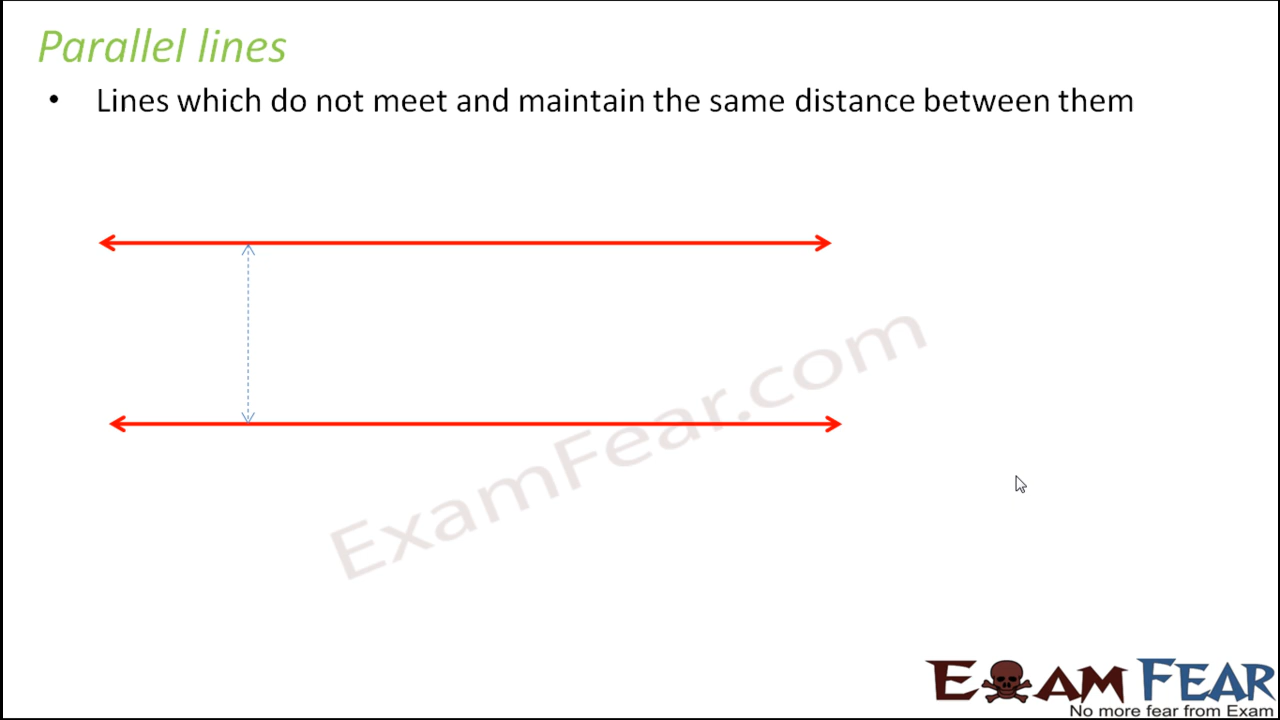 Parallel lines
• Lines which do not meet and maintain the same distance between them
ExamFear.com
EXAM FEAR
No more fear from Exam